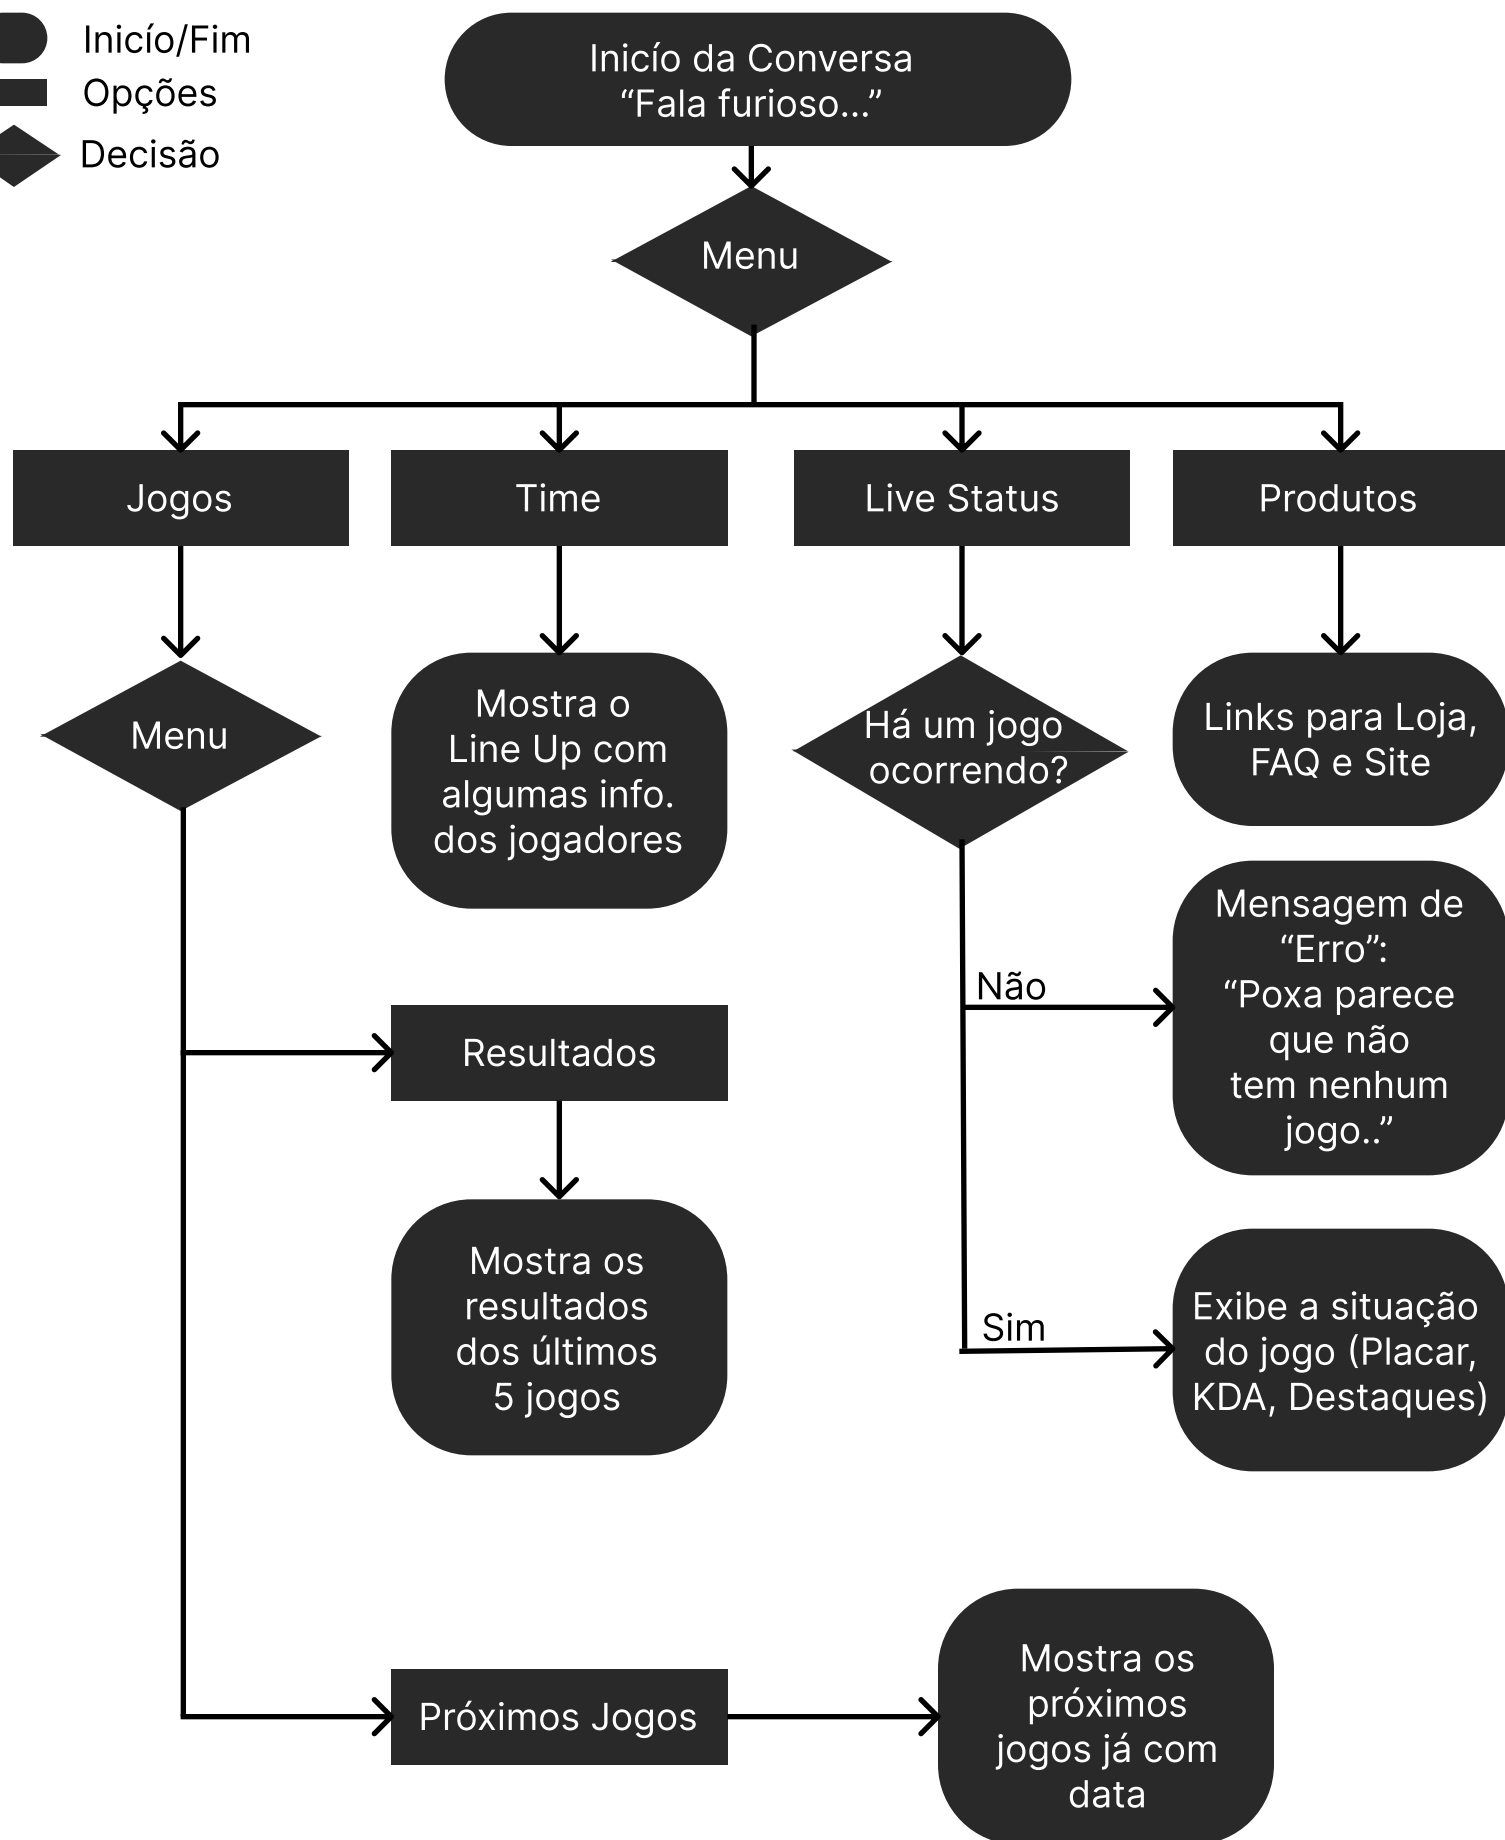 Inicío/Fim
Opções
Decisão
Inicío da Conversa
“Fala furioso...”
Menu
Jogos
Time
Live Status
Produtos
Menu
Mostra o
Line Up com
algumas info.
dos jogadores
Há um jogo
ocorrendo?
Links para Loja,
FAQ e Site
Não
Mensagem de
“Erro”:
“Poxa parece
que não
tem nenhum
jogo..”
Resultados
Mostra os
resultados
dos últimos
5 jogos
Sim
Exibe a situação
do jogo (Placar,
KDA, Destaques)
Próximos Jogos
Mostra os
próximos
jogos já com
data